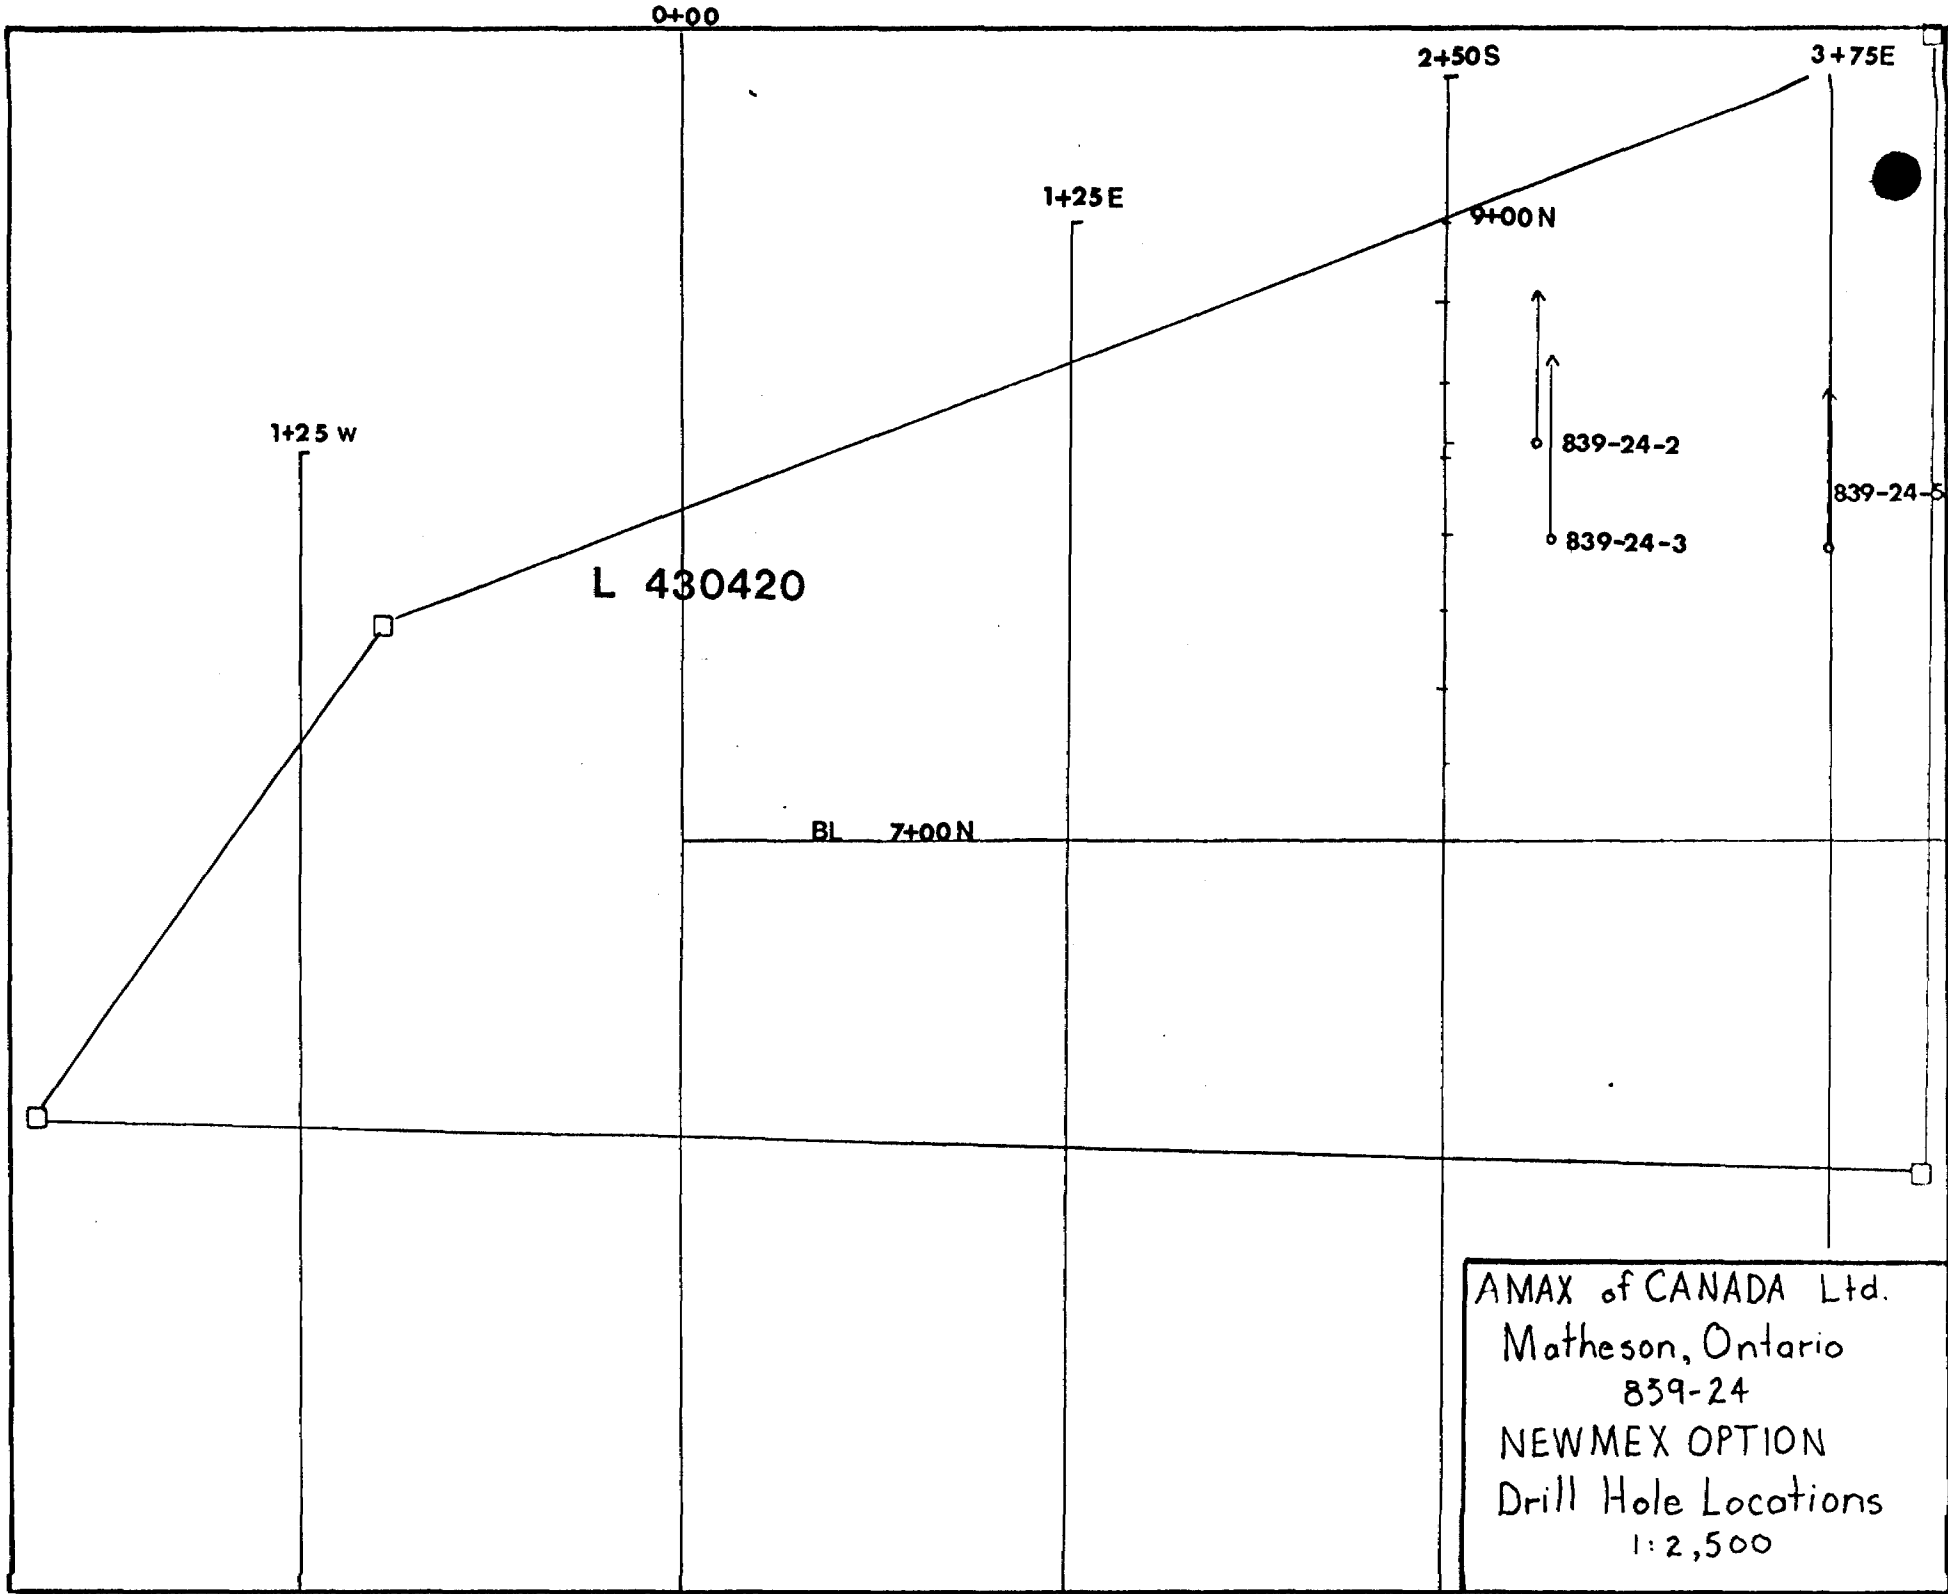 0+00
2+50S
3+75E
1+25E
9+00N
1+25 W
839-24-2
839-24-5
839-24-3
L 430420
BL 7+00N
AMAX of CANADA Ltd.
Matheson, Ontario
839-24
NEWMEX OPTION
Drill Hole Locations
1:2,500